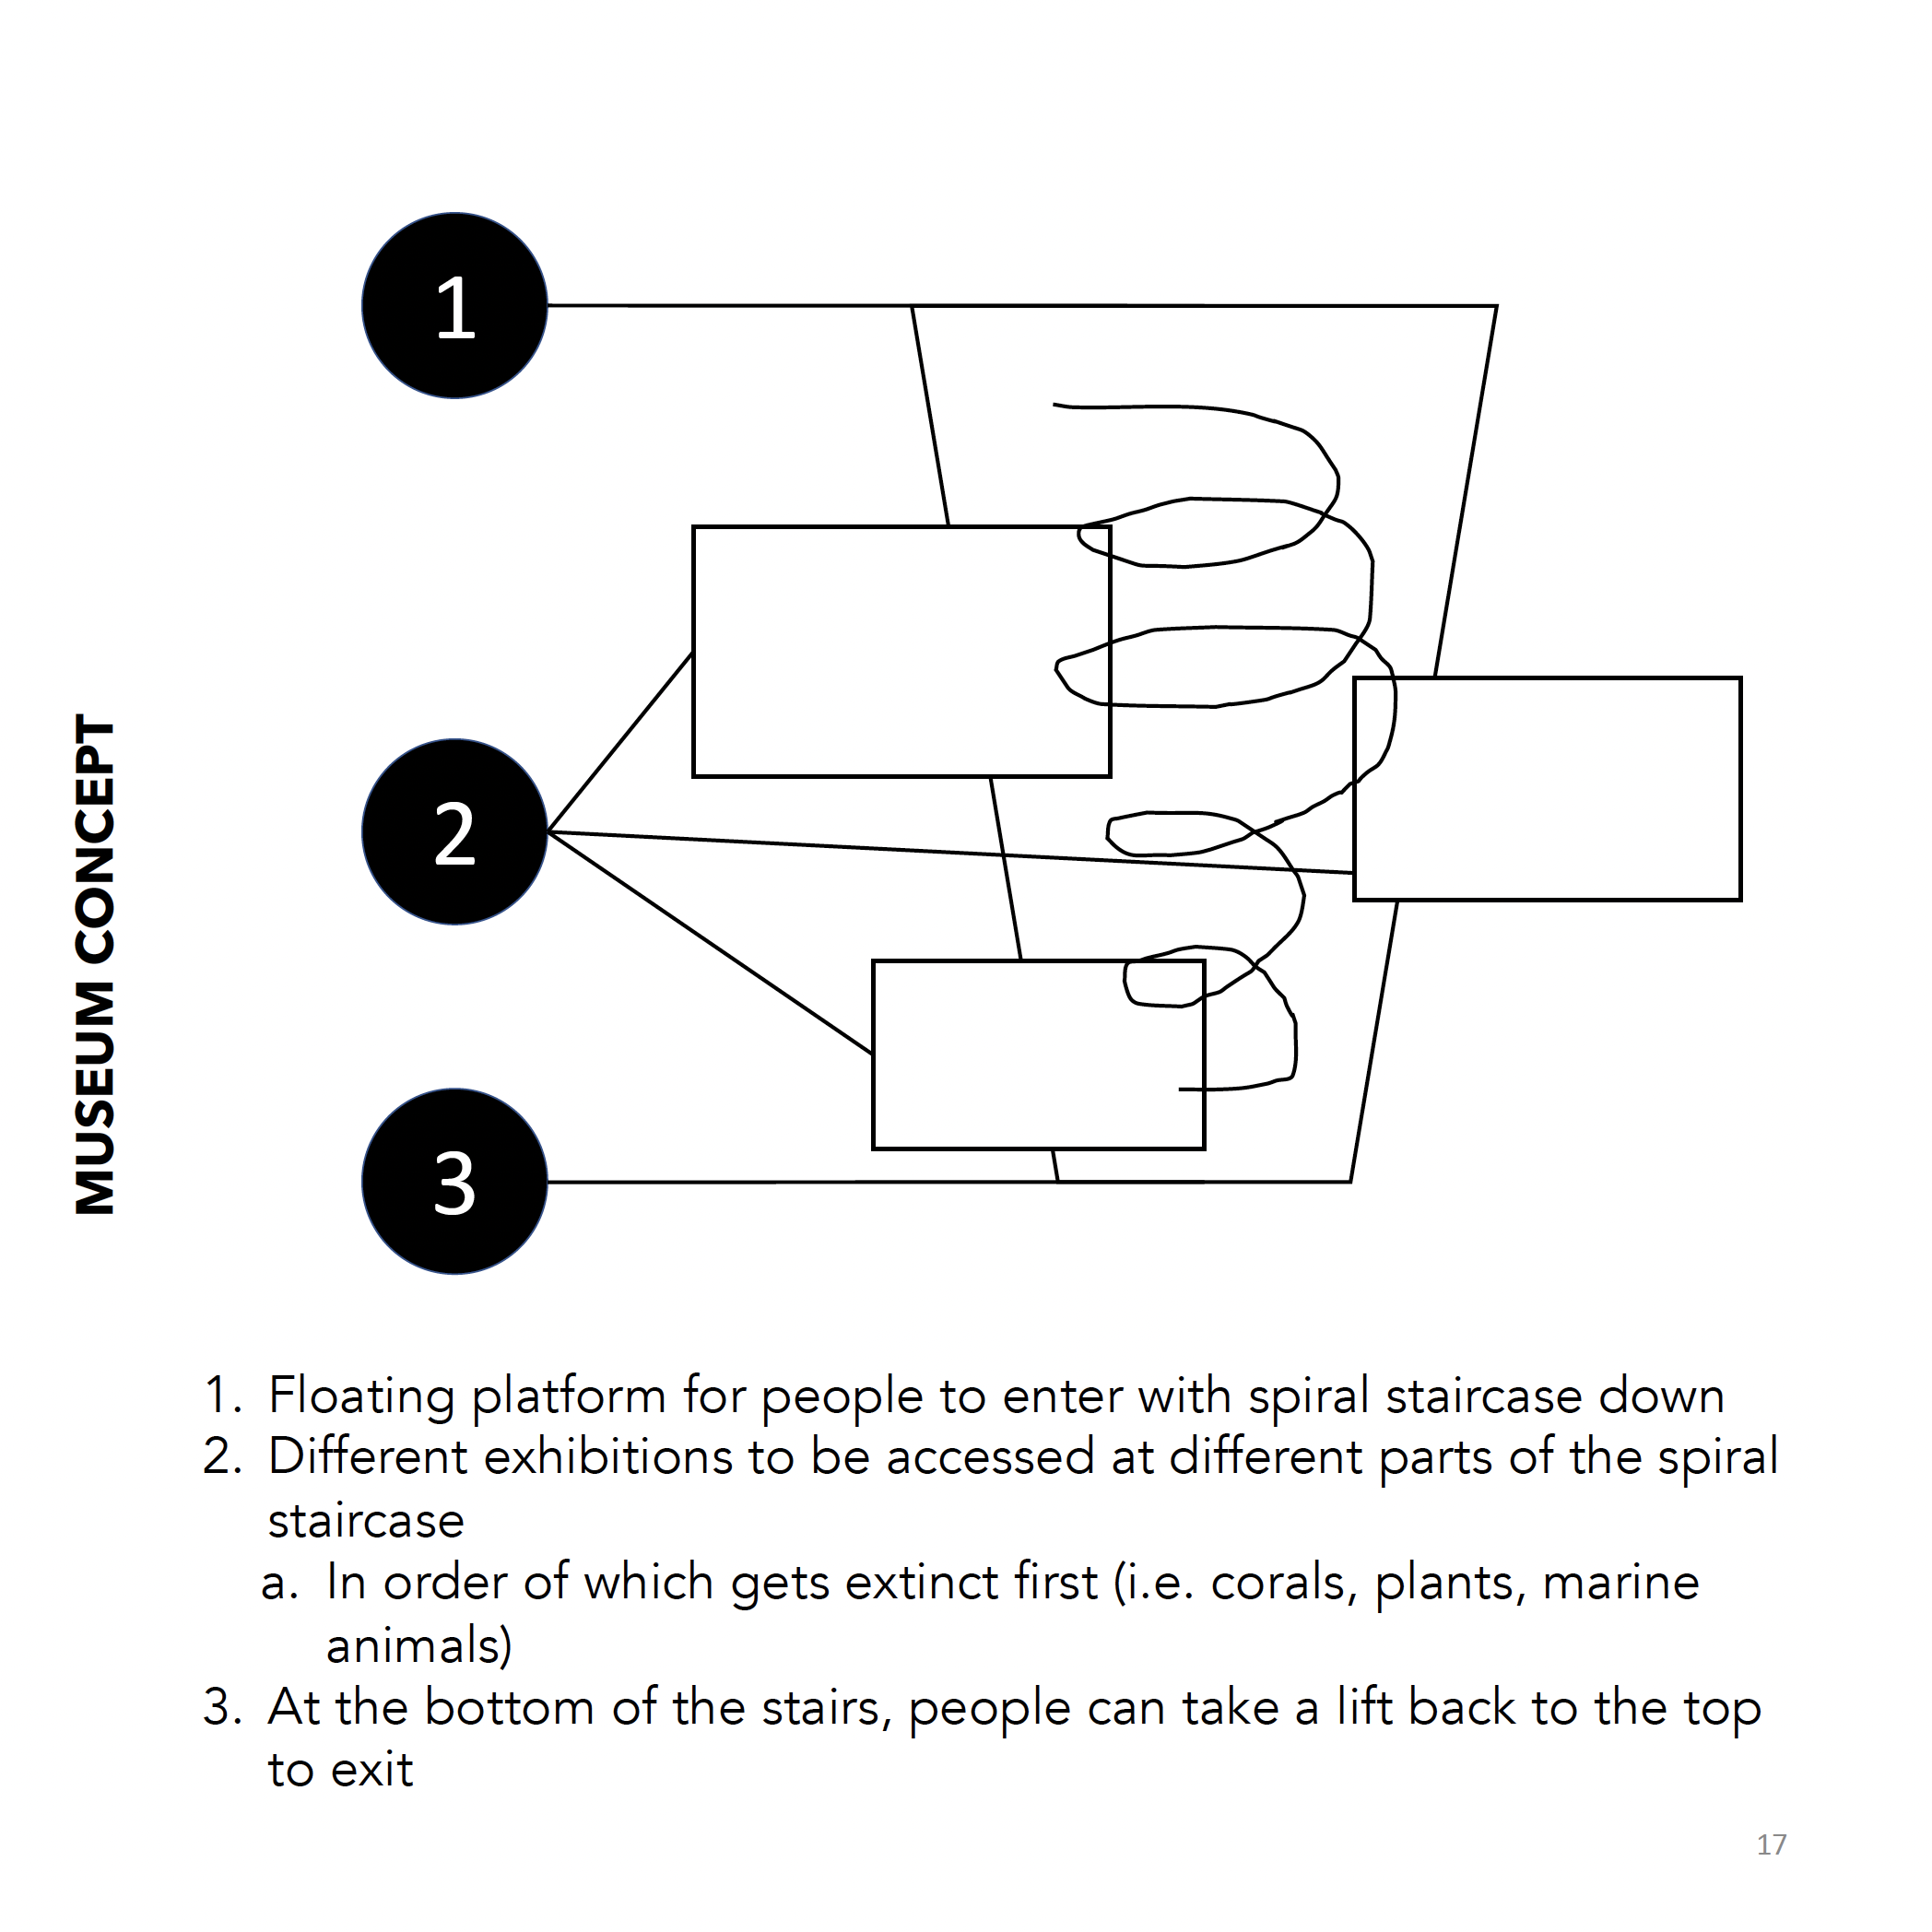 MUSEUM CONCEPT
1
2
3
1. Floating platform for people to enter with spiral staircase down
2. Different exhibitions to be accessed at different parts of the spiral
staircase
a. In order of which gets extinct first (i.e. corals, plants, marine
animals)
3. At the bottom of the stairs, people can take a lift back to the top
to exit
17